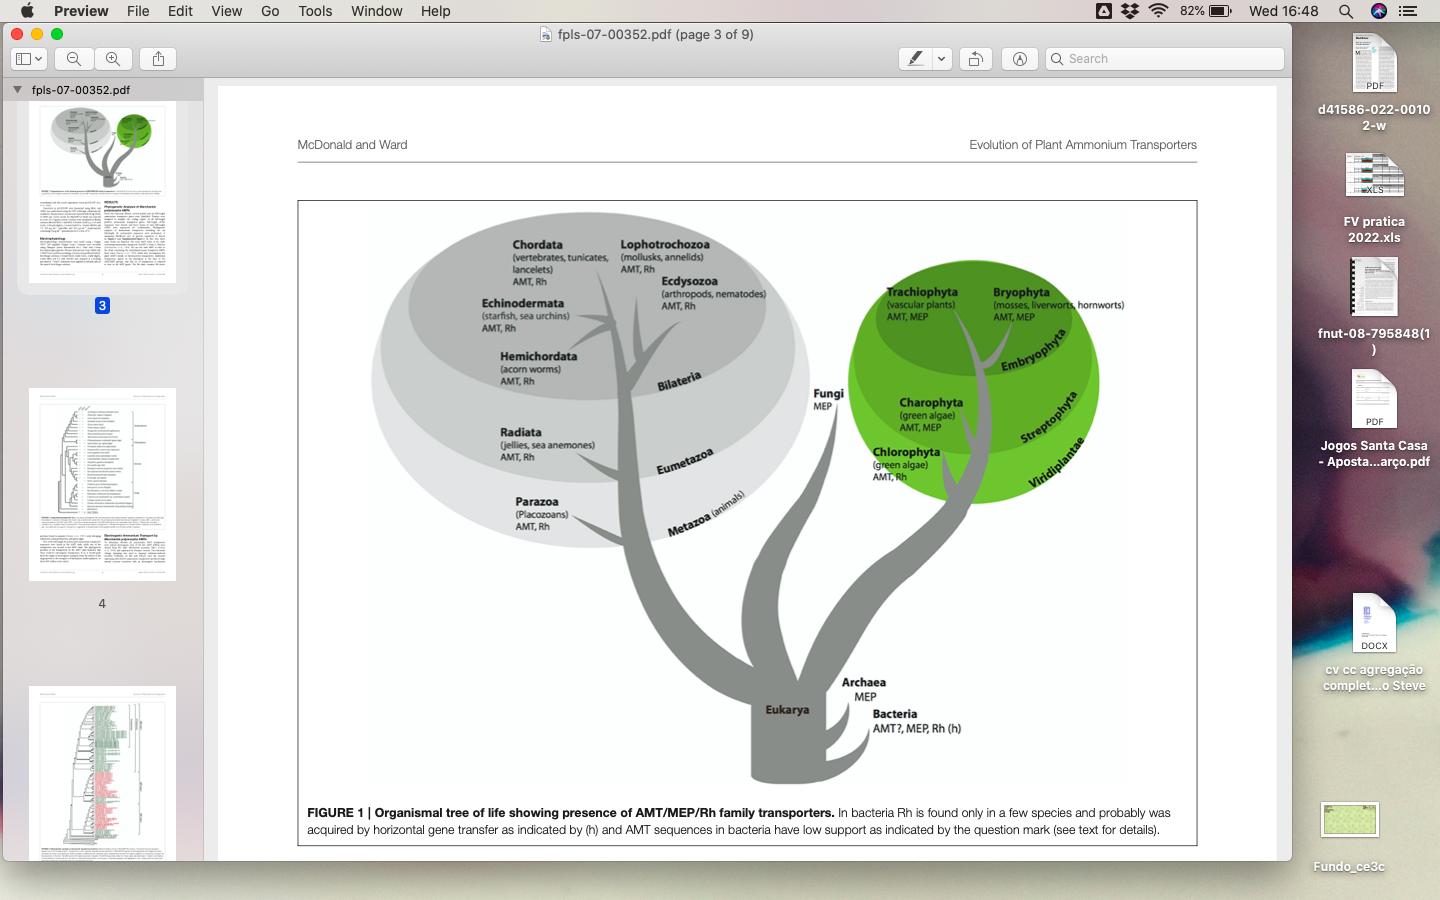 Preview File Edit View Go Tools Window Help 82% Wed 16:48
fpls-07-00352.pdf (page 3 of 9)
Search
fpls-07-00352.pdf
3
4
McDonald and Ward
Evolution of Plant Ammonium Transporters
Chordata
(vertebrates, tunicates,
lancelets)
AMT, Rh
Lophotrochozoa
(mollusks, annelids)
AMT, Rh
Ecdysozoa
(arthropods, nematodes)
AMT, Rh
Echinodermata
(starfish, sea urchins)
AMT, Rh
Hemichordata
(acorn worms)
AMT, Rh
Bilateria
Radiata
(jellies, sea anemones)
AMT, Rh
Eumetazoa
Parazoa
(Placozoans)
AMT, Rh
Metazoa (animals)
Fungi
MEP
Trachiophyta
(vascular plants)
AMT, MEP
Bryophyta
(mosses, liverworts, hornworts)
AMT, MEP
Embryophyta
Charophyta
(green algae)
AMT, MEP
Streptophyta
Chlorophyta
(green algae)
AMT, Rh
Viridiplantae
Archaea
MEP
Eukarya
Bacteria
AMT?, MEP, Rh (h)
FIGURE 1 | Organismal tree of life showing presence of AMT/MEP/Rh family transporters. In bacteria Rh is found only in a few species and probably was
acquired by horizontal gene transfer as indicated by (h) and AMT sequences in bacteria have low support as indicated by the question mark (see text for details).
PDF
d41586-022-0010
2-w
XLS
FV pratica
2022.xls
fnut-08-795848(1
)
PDF
Jogos Santa Casa
- Aposta...arço.pdf
DOCX
cv cc agregação
complet...o Steve
Fundo_ce3c